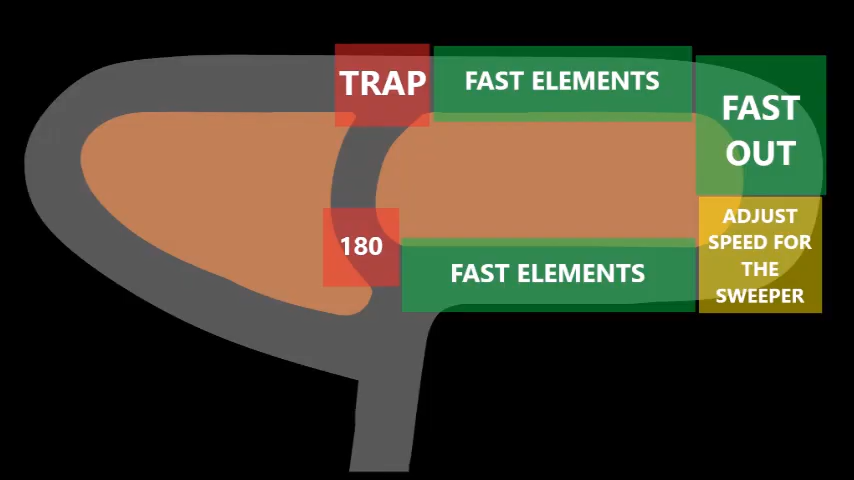 TRAP
FAST ELEMENTS
FAST
OUT
180
FAST ELEMENTS
ADJUST
SPEED FOR
THE
SWEEPER